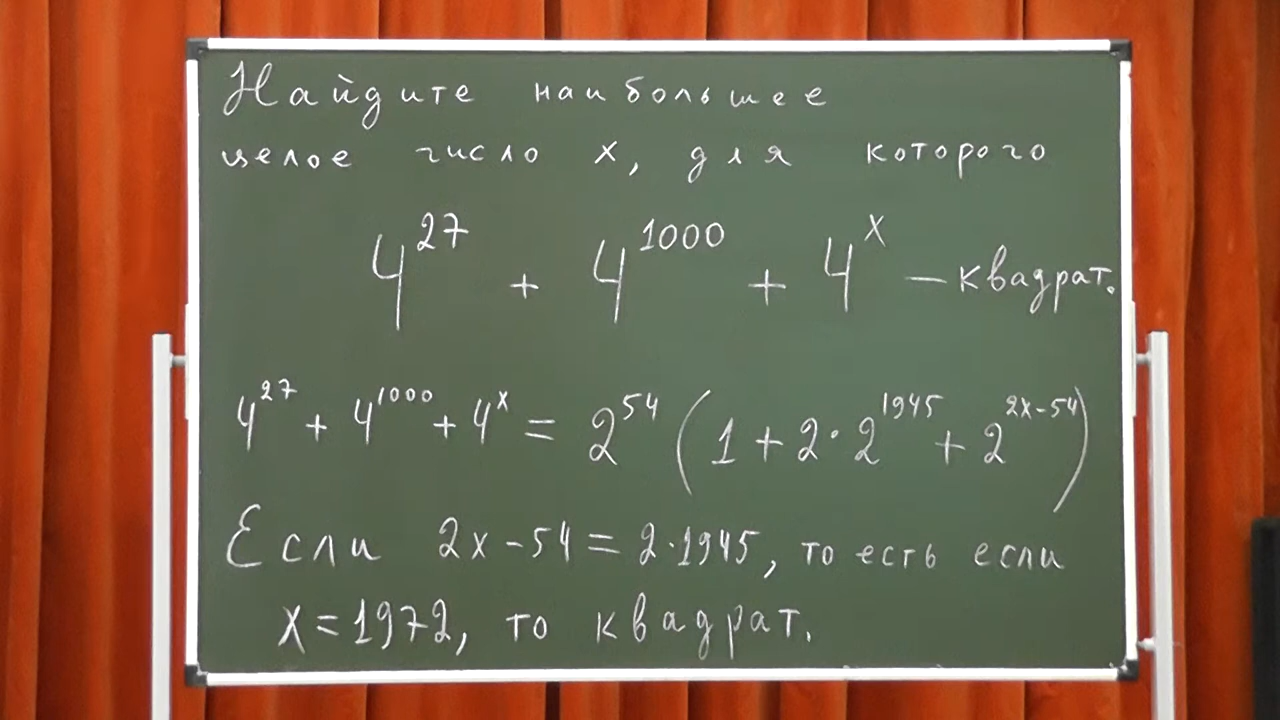 Найдите наибольшее
целое число x, для которого
4^27 + 4^1000 + 4^x — квадрат.
4^27 + 4^1000 + 4^x = 2^54 (1 + 2·2^1945 + 2^2x-54)
Если 2x-54 = 2·1945, то есть если
x = 1972, то квадрат.